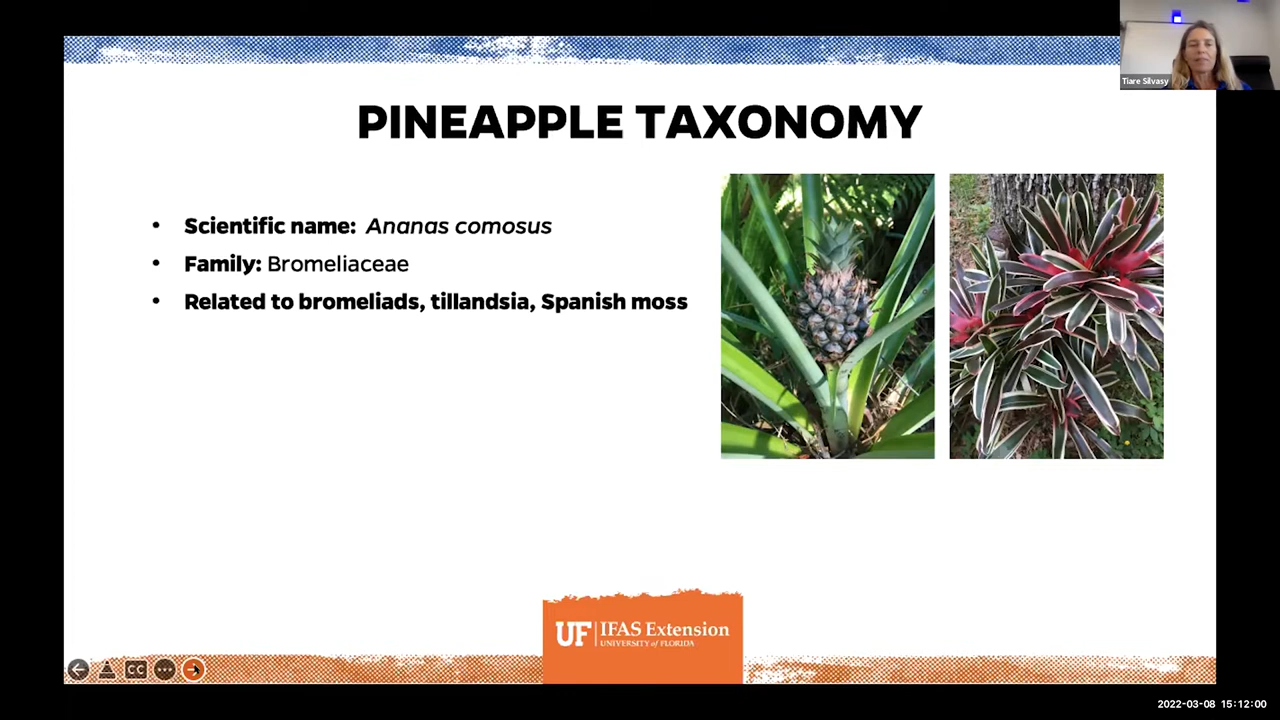 Tiare Silvasy
PINEAPPLE TAXONOMY
• Scientific name: Ananas comosus
• Family: Bromeliaceae
• Related to bromeliads, tillandsia, Spanish moss
UF IFAS Extension
UNIVERSITY of FLORIDA
CC
2022-03-08 15:12:00